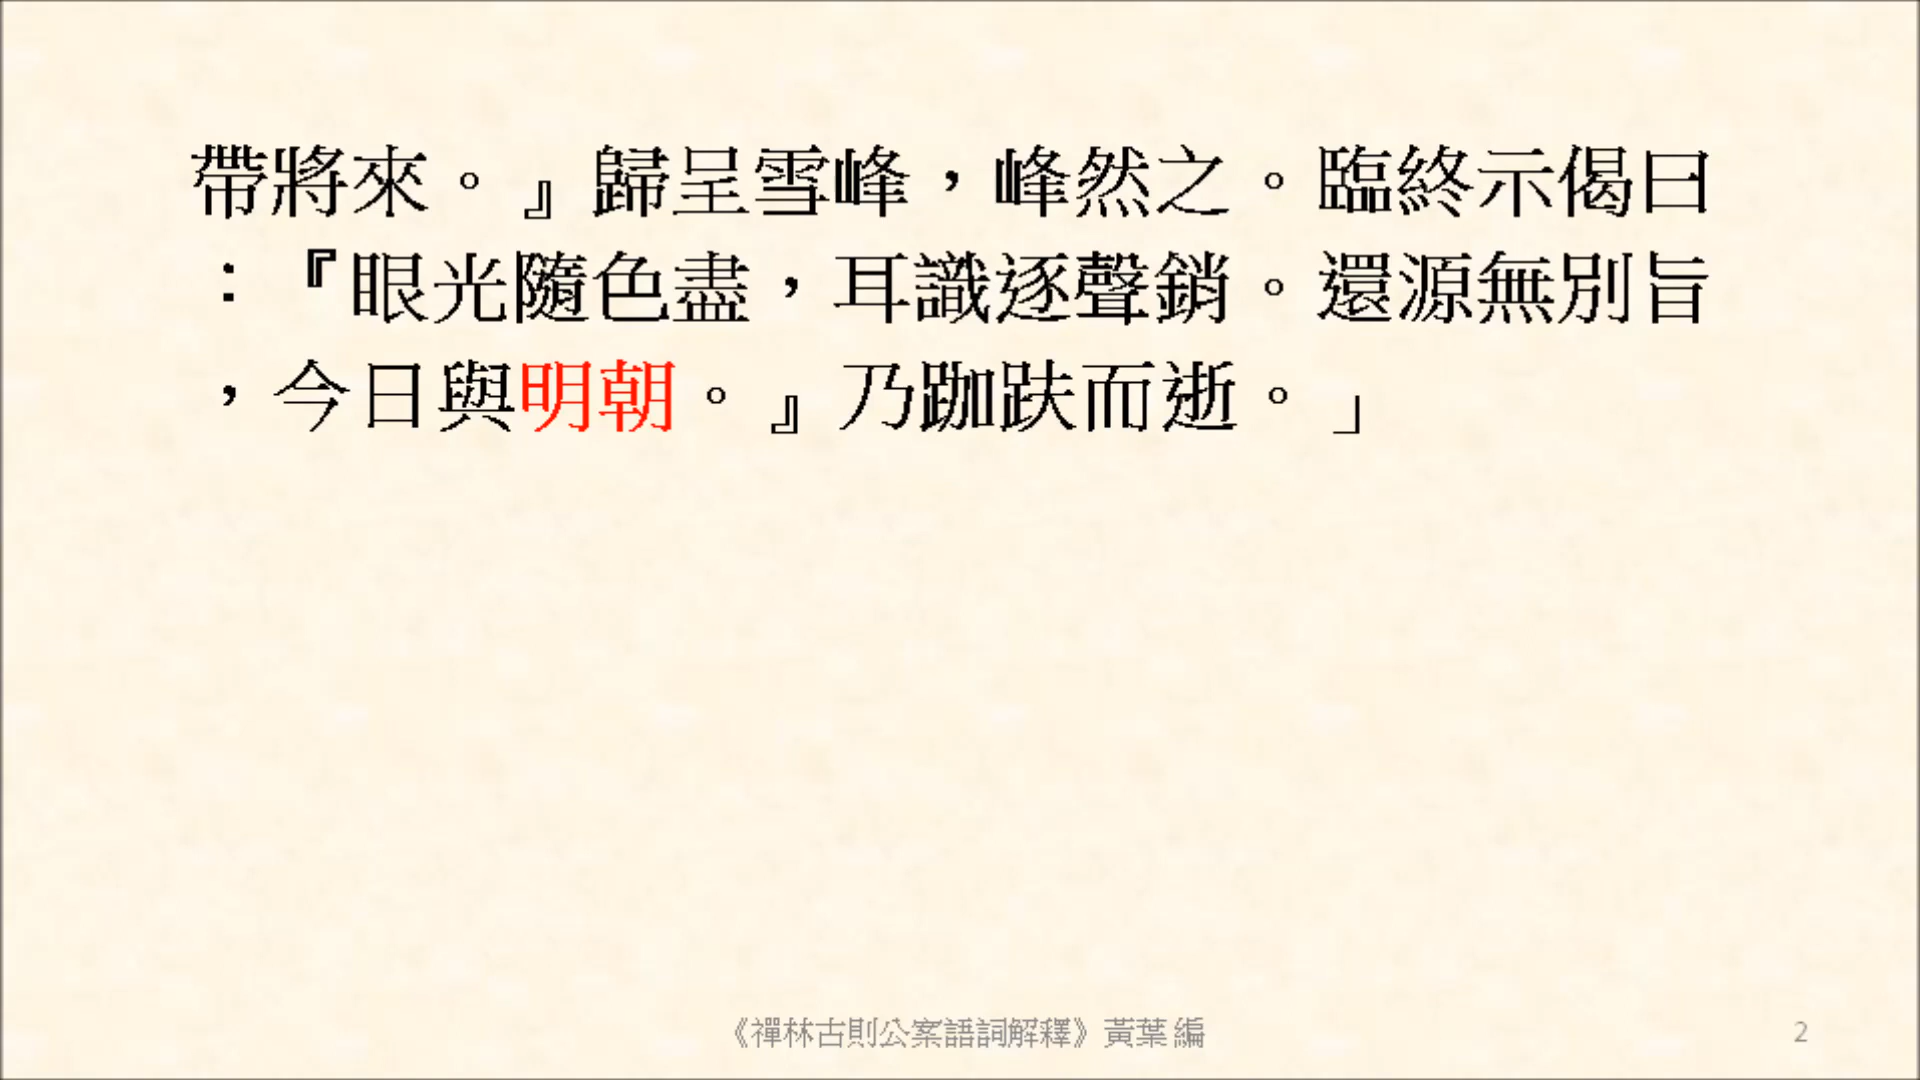 帶將來。』歸呈雪峰，峰然之。臨終示偈曰
：『眼光隨色盡，耳識逐聲銷。還源無別旨
，今日與明朝。』乃跏趺而逝。」
《禪林古則公案語詞解釋》黃葉 編
2